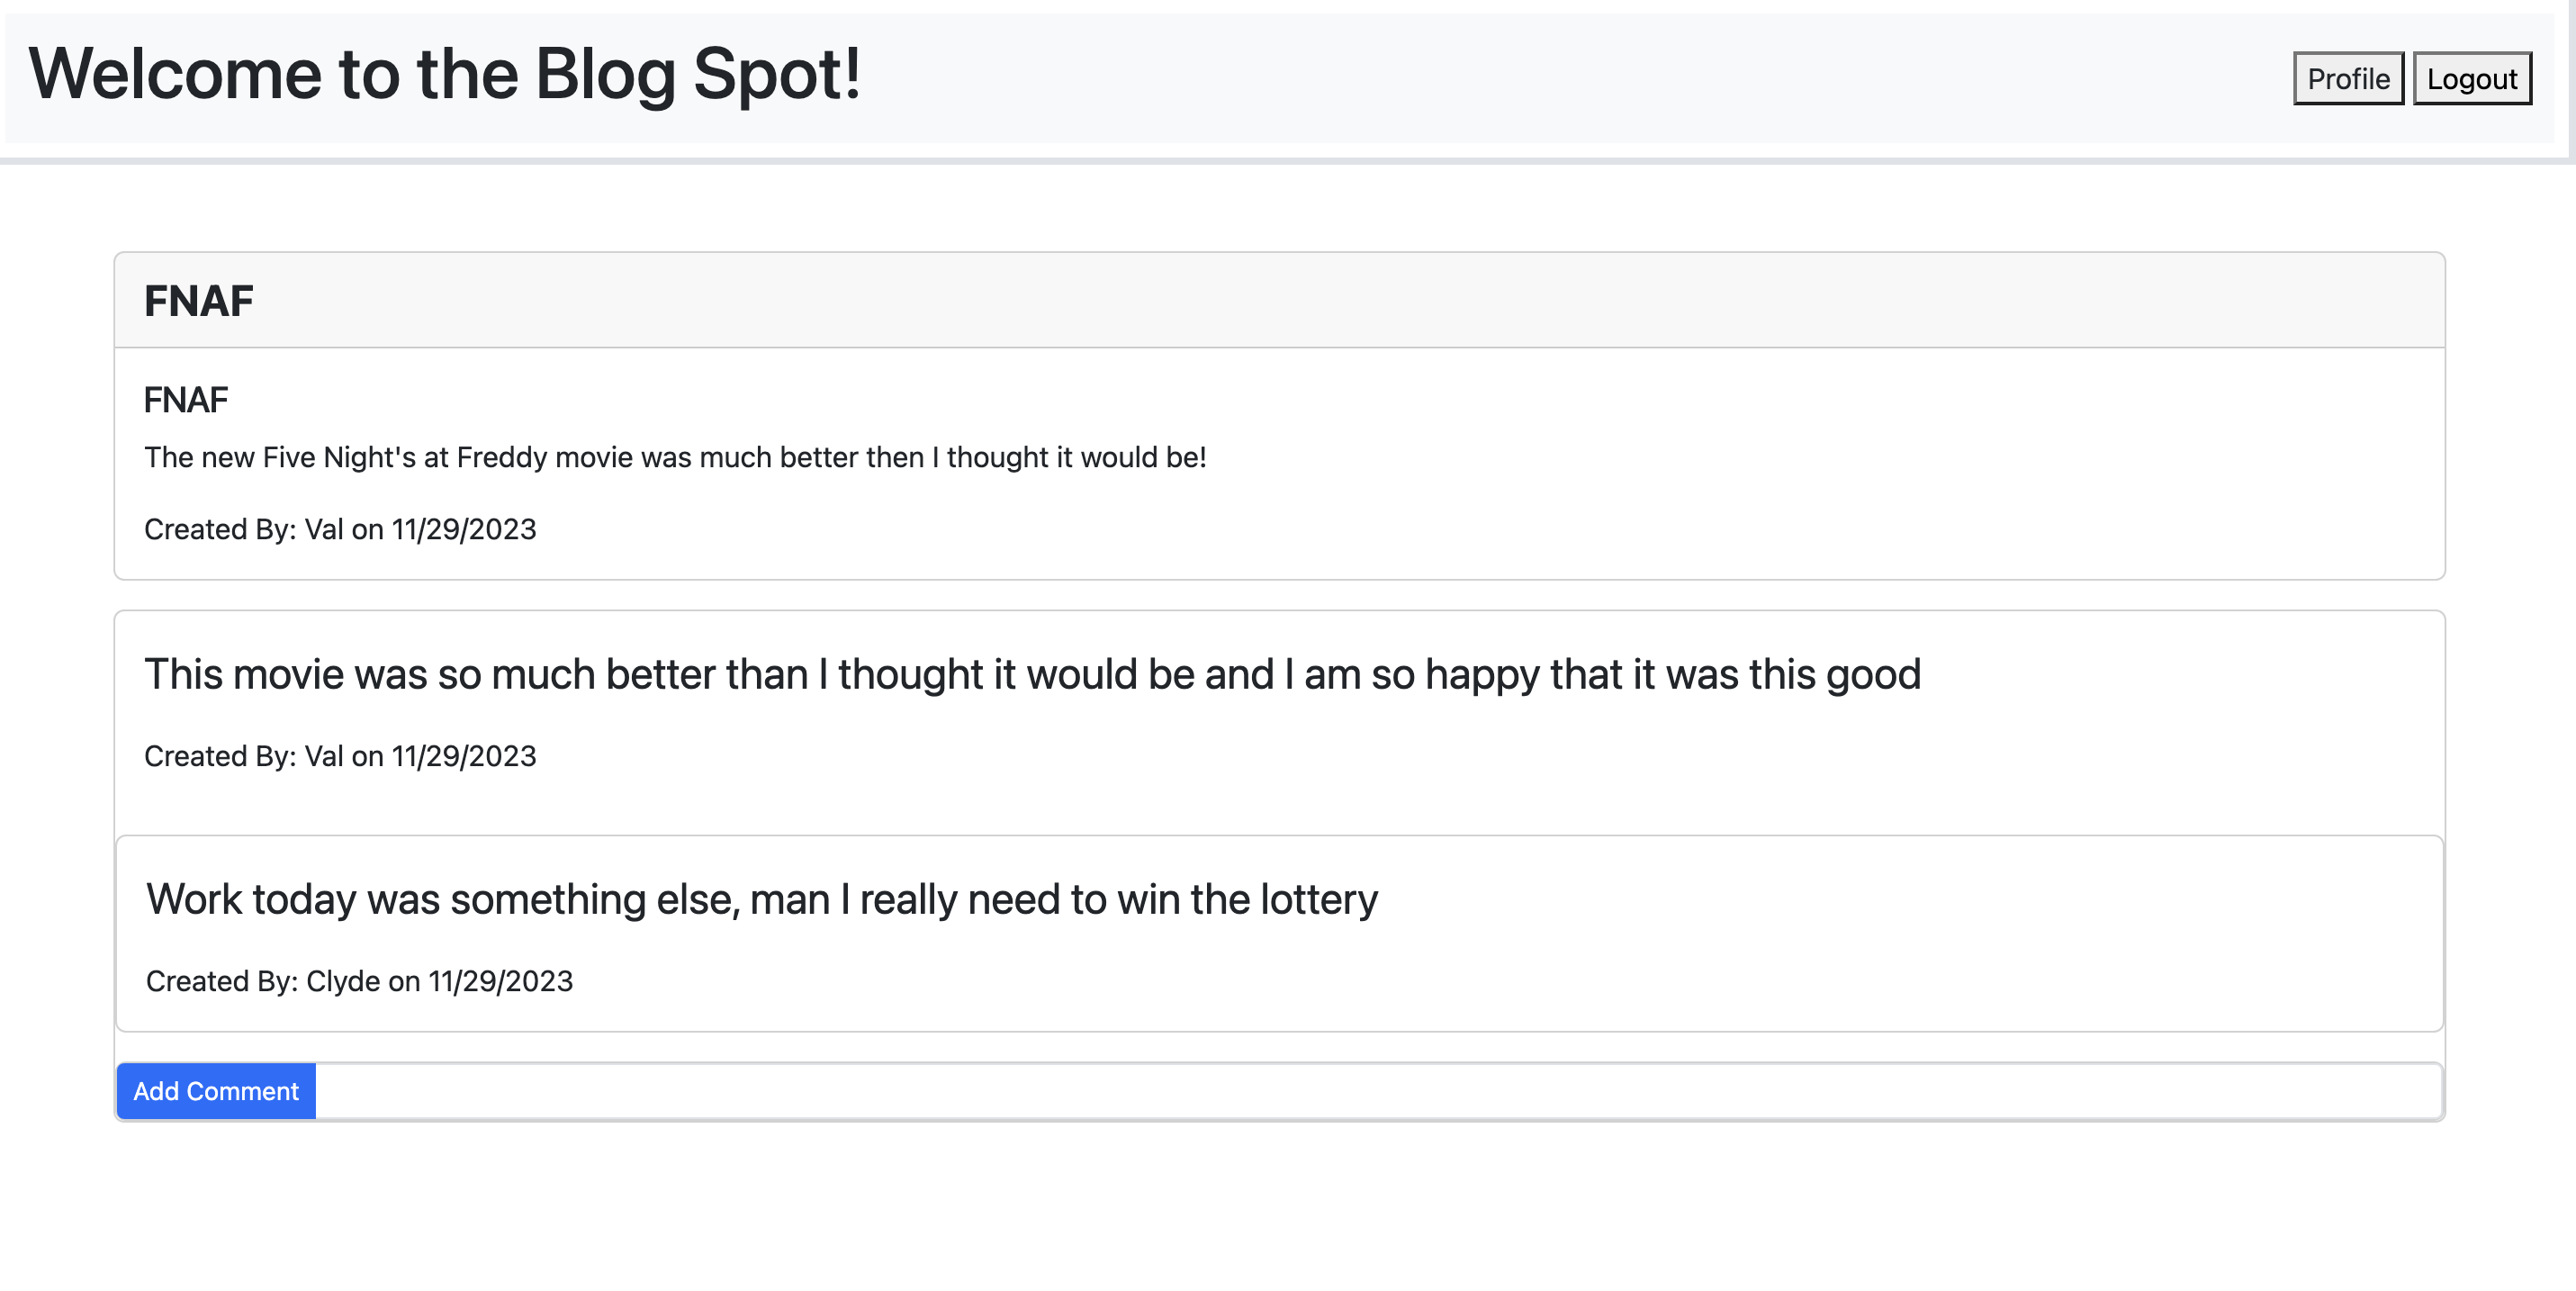 Welcome to the Blog Spot!
Profile Logout
FNAF
FNAF
The new Five Night's at Freddy movie was much better then I thought it would be!
Created By: Val on 11/29/2023
This movie was so much better than I thought it would be and I am so happy that it was this good
Created By: Val on 11/29/2023
Work today was something else, man I really need to win the lottery
Created By: Clyde on 11/29/2023
Add Comment